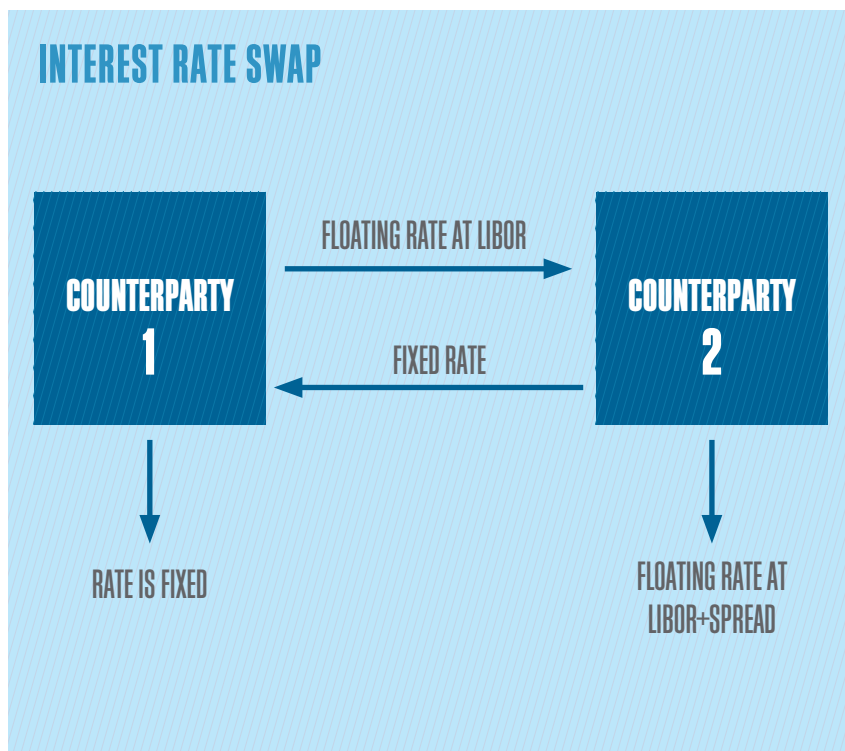 INTEREST RATE SWAP
FLOATING RATE AT LIBOR
COUNTERPARTY
1
COUNTERPARTY
2
FIXED RATE
RATE IS FIXED
FLOATING RATE AT
LIBOR+SPREAD